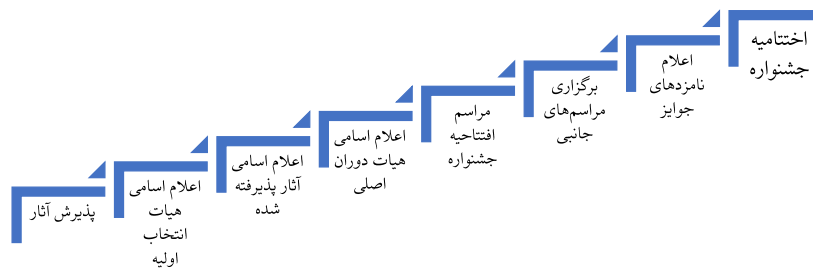 پذیرش آثار
اعلام اسامی
هیات
انتخاب
اولیه
اعلام اسامی
آثار پذیرفته
شده
اعلام اسامی
هیات دوران
اصلی
مراسم
افتتاحیه
جشنواره
برگزاری
مراسم‌های
جانبی
اعلام
نامزدهای
جوایز
اختتامیه
جشنواره